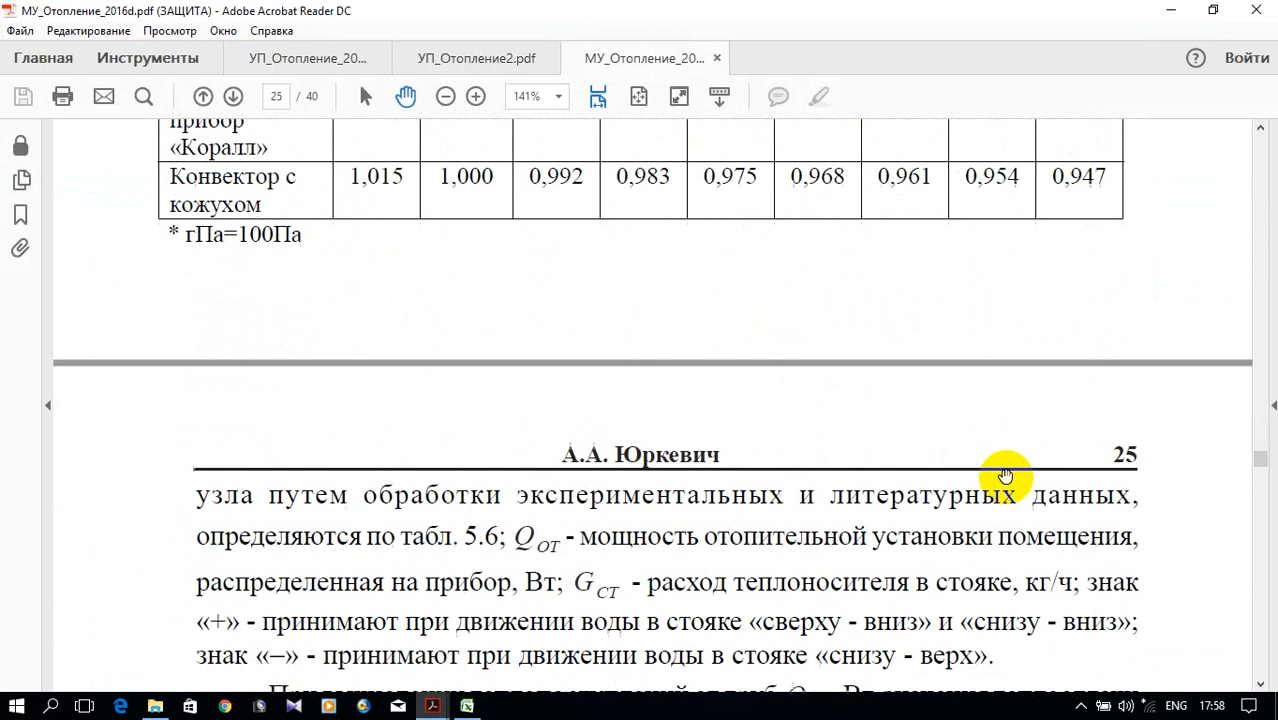 МУ_Отопление_2016d.pdf (ЗАЩИТА) - Adobe Acrobat Reader DC
Файл Редактирование Просмотр Окно Справка
Главная Инструменты УП_Отопление_20... УП_Отопление2.pdf МУ_Отопление_20... × ? Войти
25 / 40 141%
прибор
«Коралл»
Конвектор с 1,015 1,000 0,992 0,983 0,975 0,968 0,961 0,954 0,947
кожухом
* гПа=100Па
А.А. Юркевич 25
узла путем обработки экспериментальных и литературных данных,
определяются по табл. 5.6; Q ОТ - мощность отопительной установки помещения,
распределенная на прибор, Вт; G СТ - расход теплоносителя в стояке, кг/ч; знак
«+» - принимают при движении воды в стояке «сверху - вниз» и «снизу - вниз»;
знак «–» - принимают при движении воды в стояке «снизу - верх».
ENG 17:58